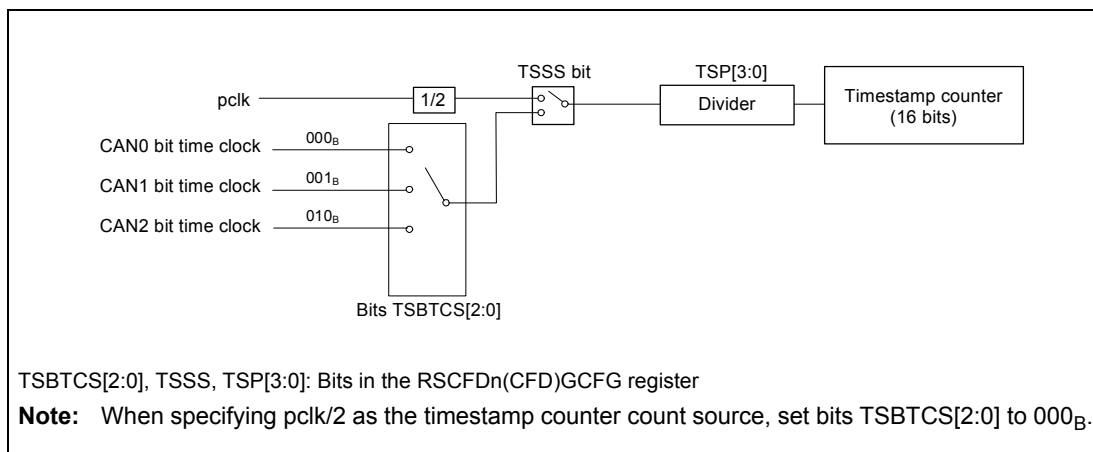 TSSS bit
TSP[3:0]
pclk
1/2
Divider
Timestamp counter
(16 bits)
CAN0 bit time clock
000B
CAN1 bit time clock
001B
CAN2 bit time clock
010B
Bits TSBTCS[2:0]
TSBTCS[2:0], TSSS, TSP[3:0]: Bits in the RSCFDn(CFD)GCFG register
Note: When specifying pclk/2 as the timestamp counter count source, set bits TSBTCS[2:0] to 000B.